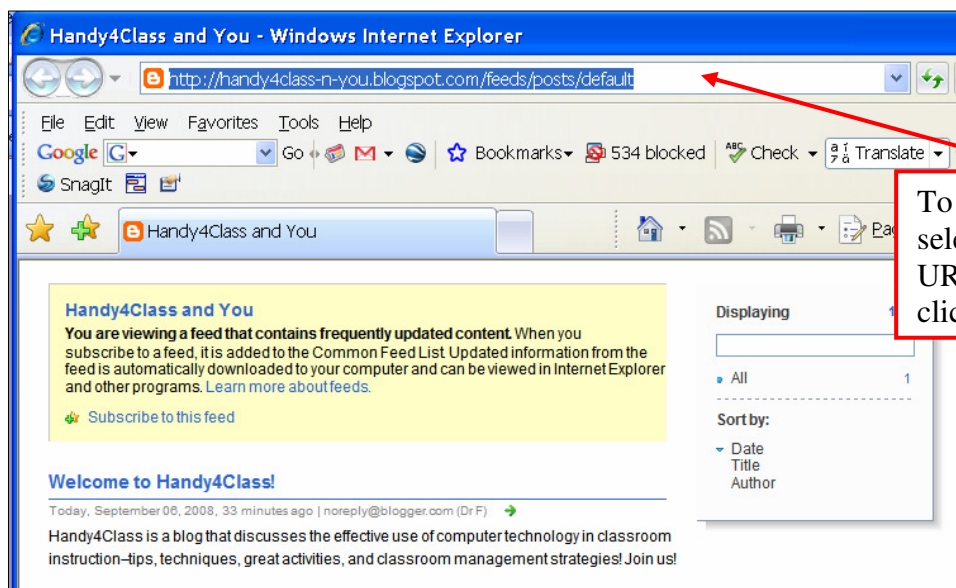 Handy4Class and You - Windows Internet Explorer
http://handy4class-n-you.blogspot.com/feeds/posts/default
File Edit View Favorites Tools Help
Google G Go Bookmarks 534 blocked Check Translate
SnagIt
Handy4Class and You
To
Handy4Class and You
You are viewing a feed that contains frequently updated content. When you
subscribe to a feed, it is added to the Common Feed List. Updated information from the
feed is automatically downloaded to your computer and can be viewed in Internet Explorer
and other programs. Learn more about feeds.
Subscribe to this feed
Displaying
All 1
Sort by:
Date
Title
Author
Welcome to Handy4Class!
Today, September 06, 2008, 33 minutes ago | noreply@blogger.com (Dr F)
Handy4Class is a blog that discusses the effective use of computer technology in classroom
instruction–tips, techniques, great activities, and classroom management strategies! Join us!